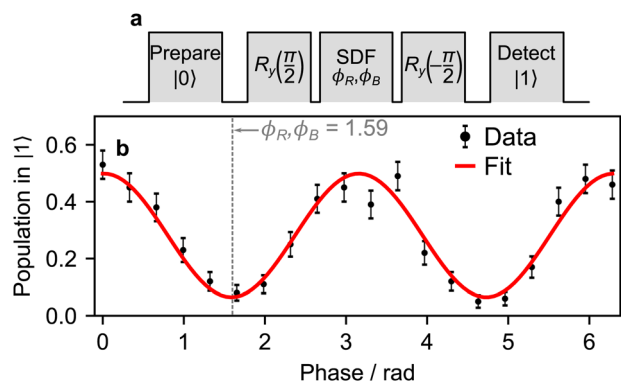 a
Prepare
|0⟩
R_y(π/2)
SDF
ϕ_R,ϕ_B
R_y(-π/2)
Detect
|1⟩
b
ϕ_R,ϕ_B = 1.59
Data
Fit
Population in |1⟩
0.6
0.4
0.2
0.0
0 1 2 3 4 5 6
Phase / rad